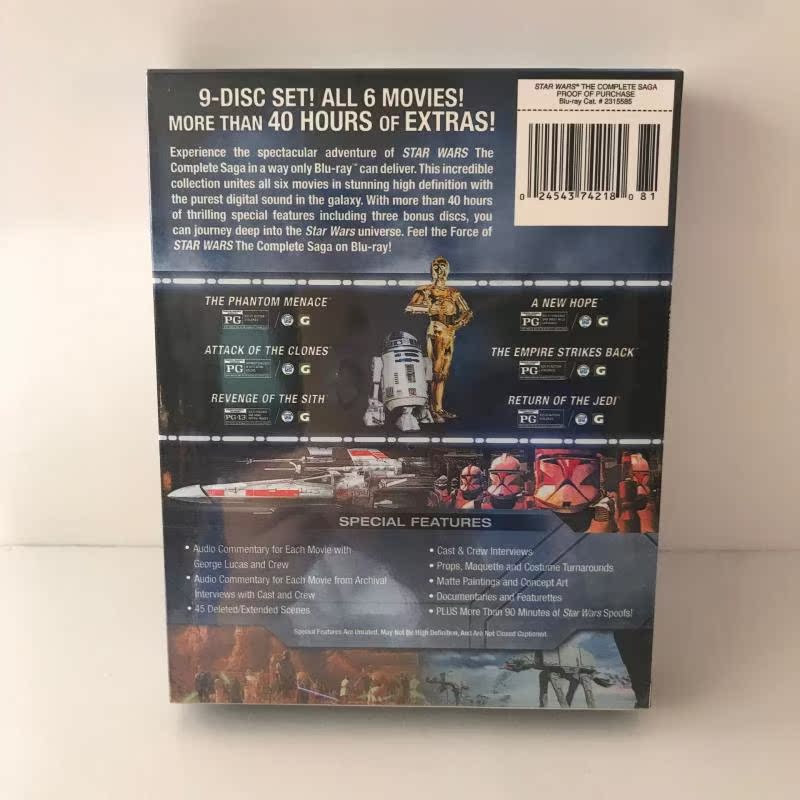 9-DISC SET! ALL 6 MOVIES!
MORE THAN 40 HOURS OF EXTRAS!
Experience the spectacular adventure of STAR WARS The
Complete Saga in a way only Blu-ray™ can deliver. This incredible
collection unites all six movies in stunning high definition with
the purest digital sound in the galaxy. With more than 40 hours
of thrilling special features including three bonus discs, you
can journey deep into the Star Wars universe. Feel the Force of
STAR WARS The Complete Saga on Blu-ray!
STAR WARS® THE COMPLETE SAGA
PROOF OF PURCHASE
Blu-ray Cat. # 2315585
0 24543 74218 0 81
THE PHANTOM MENACE™
PG
G
ATTACK OF THE CLONES™
PG
G
REVENGE OF THE SITH™
PG-13
G
A NEW HOPE™
PG
G
THE EMPIRE STRIKES BACK™
PG
G
RETURN OF THE JEDI™
PG
G
SPECIAL FEATURES
• Audio Commentary for Each Movie with
George Lucas and Crew
• Audio Commentary for Each Movie from Archival
Interviews with Cast and Crew
• 45 Deleted/Extended Scenes
• Cast & Crew Interviews
• Props, Maquette and Costume Turnarounds
• Matte Paintings and Concept Art
• Documentaries and Featurettes
• PLUS More Than 90 Minutes of Star Wars Spoofs!
Special Features Are Unrated, May Not Be High Definition, And Are Not Closed Captioned.